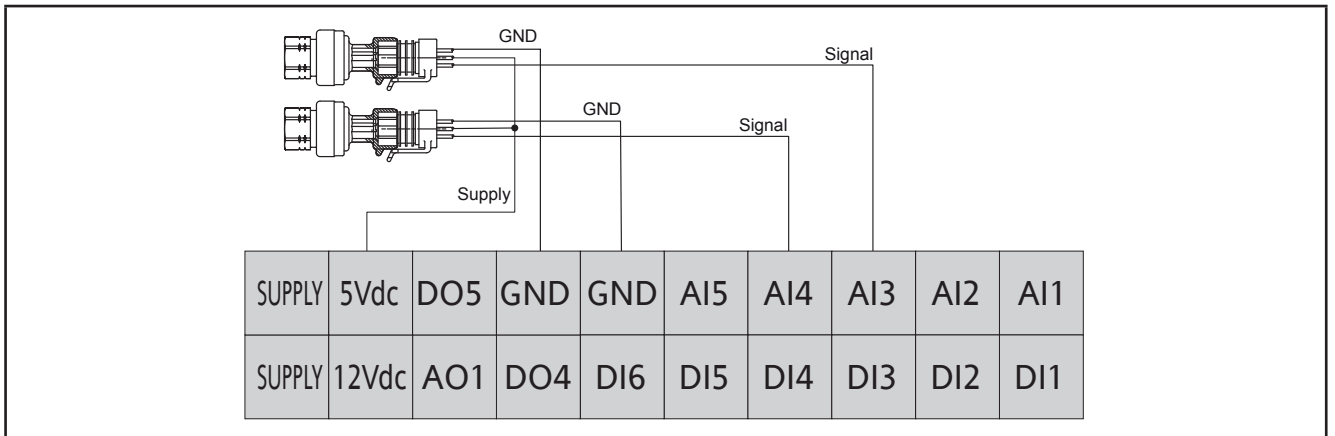 GND
Signal
GND
Signal
Supply
SUPPLY 5Vdc DO5 GND GND AI5 AI4 AI3 AI2 AI1
SUPPLY 12Vdc AO1 DO4 DI6 DI5 DI4 DI3 DI2 DI1